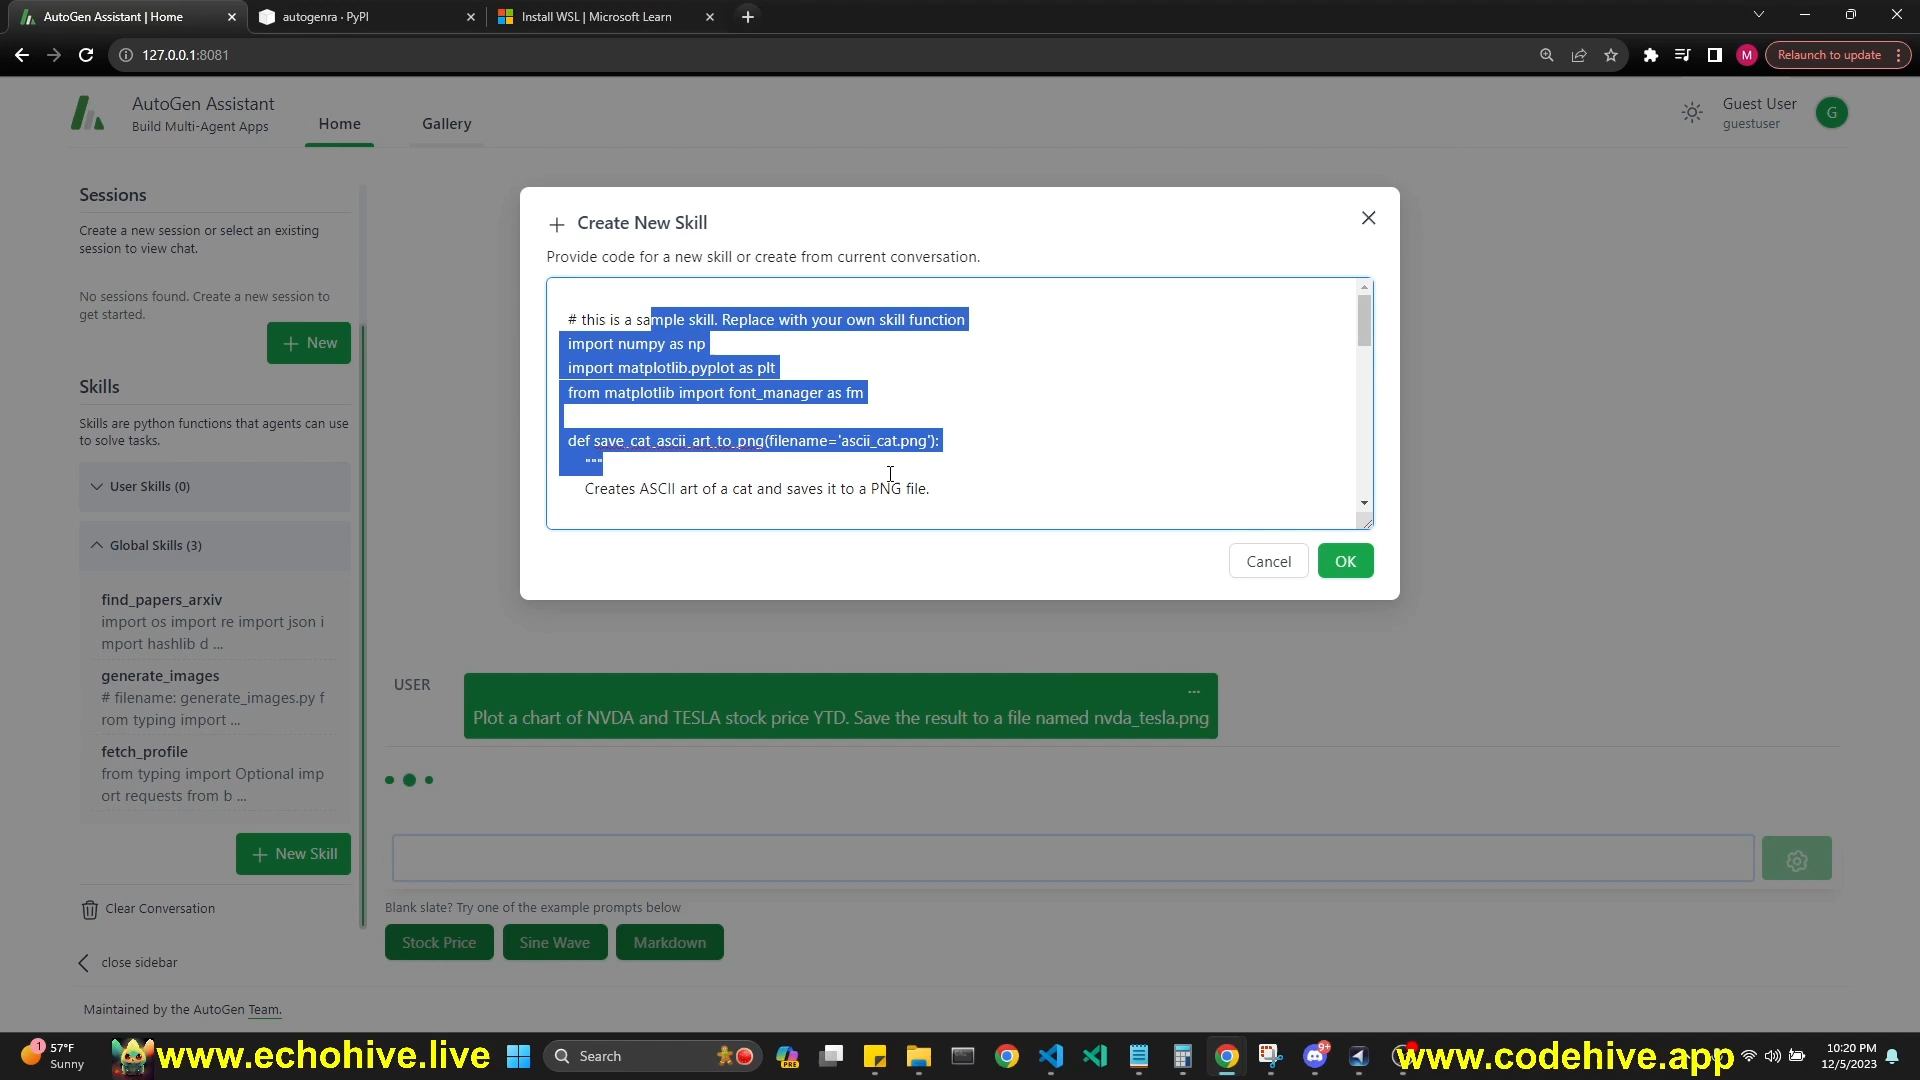 AutoGen Assistant | Home
autogenra · PyPI
Install WSL | Microsoft Learn
127.0.0.1:8081
M
Relaunch to update
AutoGen Assistant
Build Multi-Agent Apps
Home
Gallery
Guest User
guestuser
G
Sessions
Create a new session or select an existing
session to view chat.
No sessions found. Create a new session to
get started.
+ New
Skills
Skills are python functions that agents can use
to solve tasks.
User Skills (0)
Global Skills (3)
find_papers_arxiv
import os import re import json i
mport hashlib d ...
generate_images
# filename: generate_images.py f
rom typing import ...
fetch_profile
from typing import Optional imp
ort requests from b ...
+ New Skill
Clear Conversation
close sidebar
Maintained by the AutoGen Team.
+ Create New Skill
Provide code for a new skill or create from current conversation.
# this is a sample skill. Replace with your own skill function
import numpy as np
import matplotlib.pyplot as plt
from matplotlib import font_manager as fm
def save_cat_ascii_art_to_png(filename='ascii_cat.png'):
"""
Creates ASCII art of a cat and saves it to a PNG file.
Cancel
OK
USER
...
Plot a chart of NVDA and TESLA stock price YTD. Save the result to a file named nvda_tesla.png
Blank slate? Try one of the example prompts below
Stock Price
Sine Wave
Markdown
1
57°F
Sunny
www.echohive.live
Search
PRE
9+
www.codehive.app
10:20 PM
12/5/2023